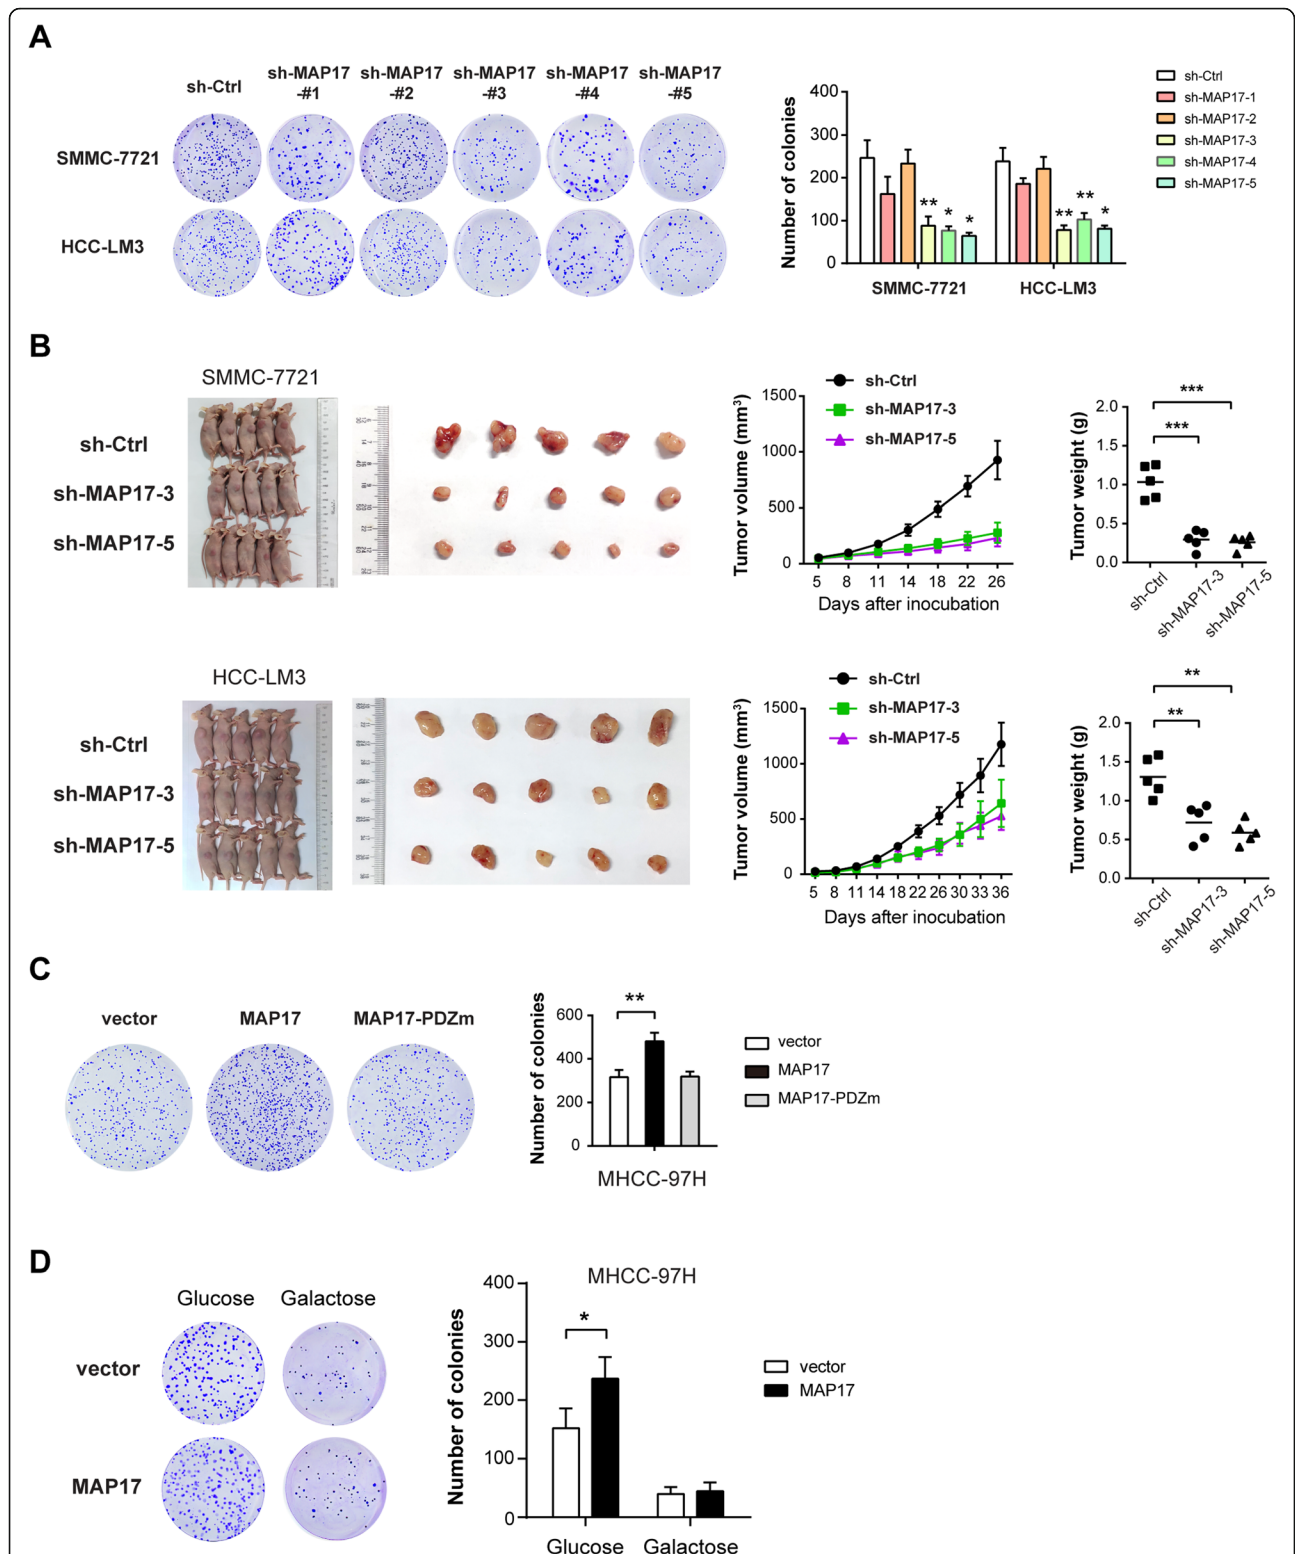 A
sh-Ctrl
sh-MAP17
-#1
sh-MAP17
-#2
sh-MAP17
-#3
sh-MAP17
-#4
sh-MAP17
-#5
SMMC-7721
HCC-LM3
Number of colonies
400
300
200
100
0
** * *
** ** *
SMMC-7721 HCC-LM3
sh-Ctrl
sh-MAP17-1
sh-MAP17-2
sh-MAP17-3
sh-MAP17-4
sh-MAP17-5
B
SMMC-7721
sh-Ctrl
sh-MAP17-3
sh-MAP17-5
sh-Ctrl
sh-MAP17-3
sh-MAP17-5
Tumor volume (mm³)
1500
1000
500
0
5 8 11 14 18 22 26
Days after inocubation
Tumor weight (g)
***
***
2.0
1.5
1.0
0.5
0.0
sh-Ctrl
sh-MAP17-3
sh-MAP17-5
HCC-LM3
sh-Ctrl
sh-MAP17-3
sh-MAP17-5
sh-Ctrl
sh-MAP17-3
sh-MAP17-5
Tumor volume (mm³)
1500
1000
500
0
5 8 11 14 18 22 26 30 33 36
Days after inocubation
Tumor weight (g)
**
**
2.0
1.5
1.0
0.5
0.0
sh-Ctrl
sh-MAP17-3
sh-MAP17-5
C
vector MAP17 MAP17-PDZm
Number of colonies
600
400
200
0
**
MHCC-97H
vector
MAP17
MAP17-PDZm
D
Glucose Galactose
vector
MAP17
MHCC-97H
Number of colonies
400
300
200
100
0
*
Glucose Galactose
vector
MAP17